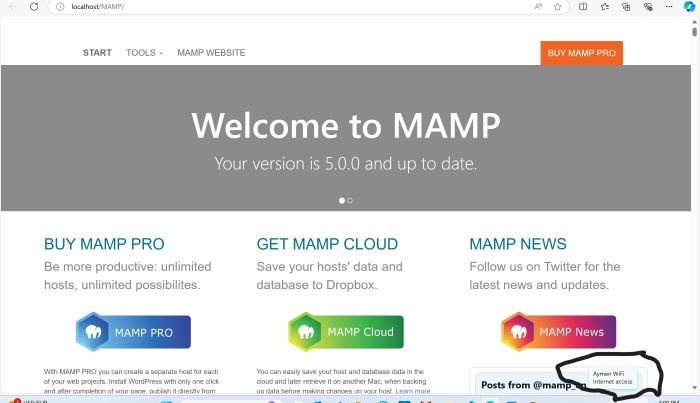 localhost/MAMP/
START TOOLS MAMP WEBSITE BUY MAMP PRO
Welcome to MAMP
Your version is 5.0.0 and up to date.
BUY MAMP PRO
Be more productive: unlimited
hosts, unlimited possibilites.
MAMP PRO
With MAMP PRO you can create a separate host for each
of your web projects. Install WordPress with only one click
and after completion of your page, publish it directly from
GET MAMP CLOUD
Save your hosts' data and
database to Dropbox.
MAMP Cloud
You can easily save your host and database data in the
cloud and later retrieve it on another Mac, when backing
up data before making changes on your host. Learn more
MAMP NEWS
Follow us on Twitter for the
latest news and updates.
MAMP News
Posts from @mamp_en
Aymen WiFi
Internet access